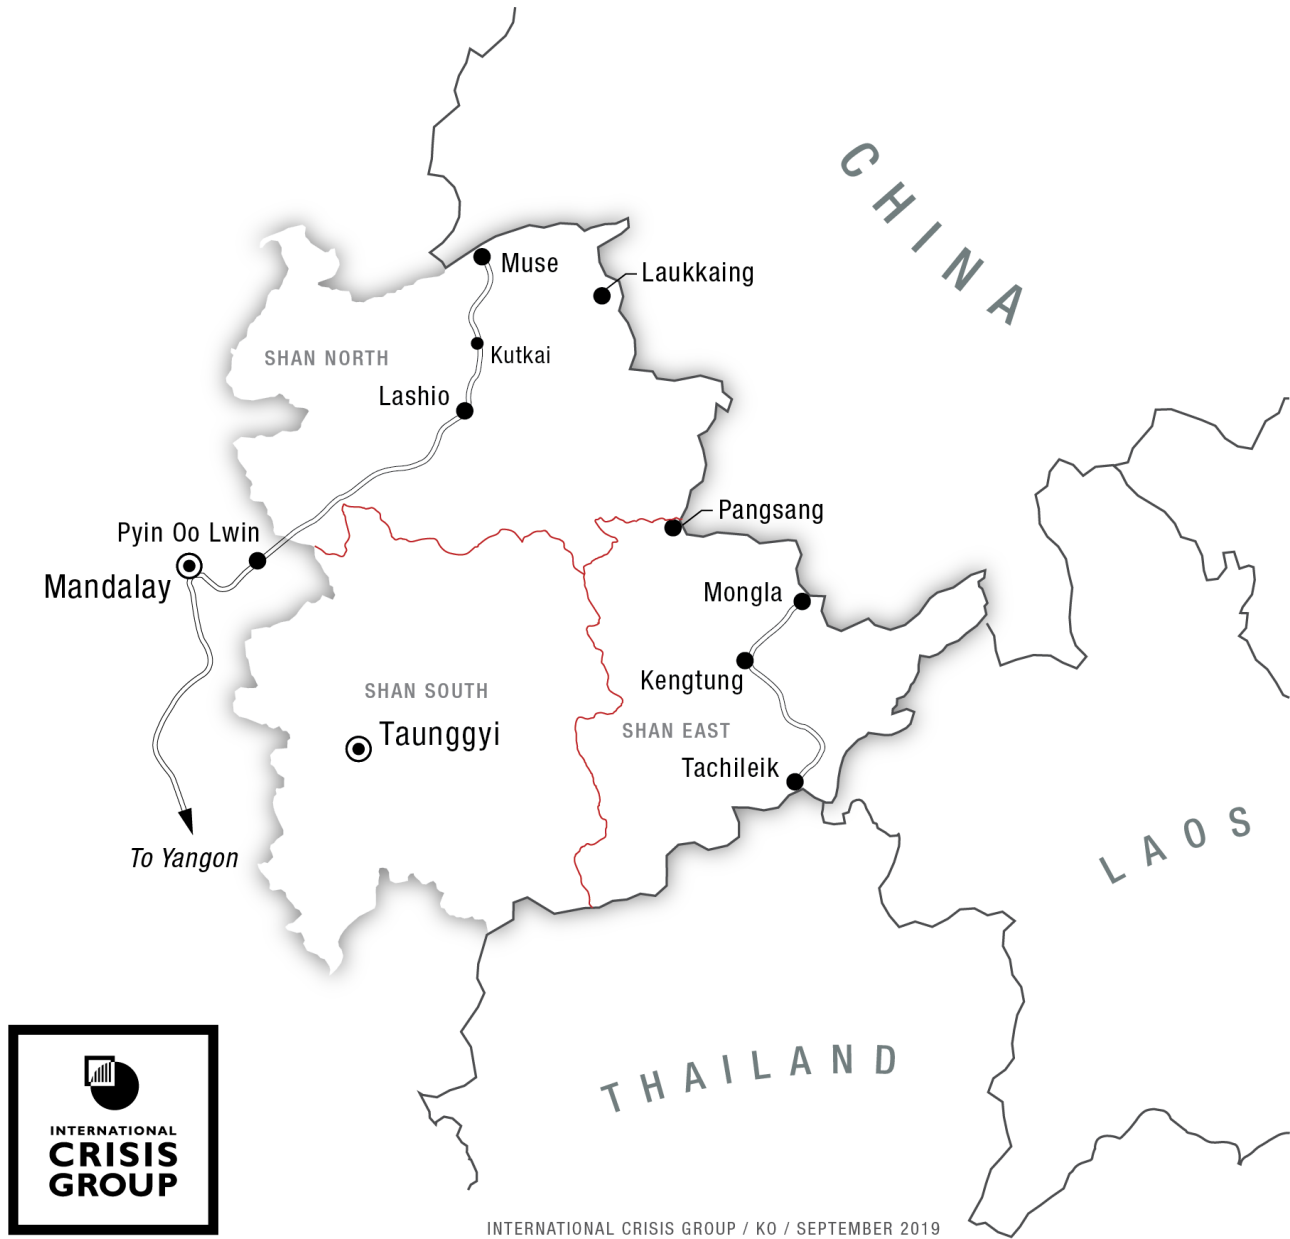 CHINA
Muse
Laukkaing
SHAN NORTH
Kutkai
Lashio
Pangsang
Pyin Oo Lwin
Mandalay
Mongla
Kengtung
SHAN SOUTH
SHAN EAST
Taunggyi
Tachileik
To Yangon
LAOS
THAILAND
INTERNATIONAL
CRISIS
GROUP
INTERNATIONAL CRISIS GROUP / KO / SEPTEMBER 2019